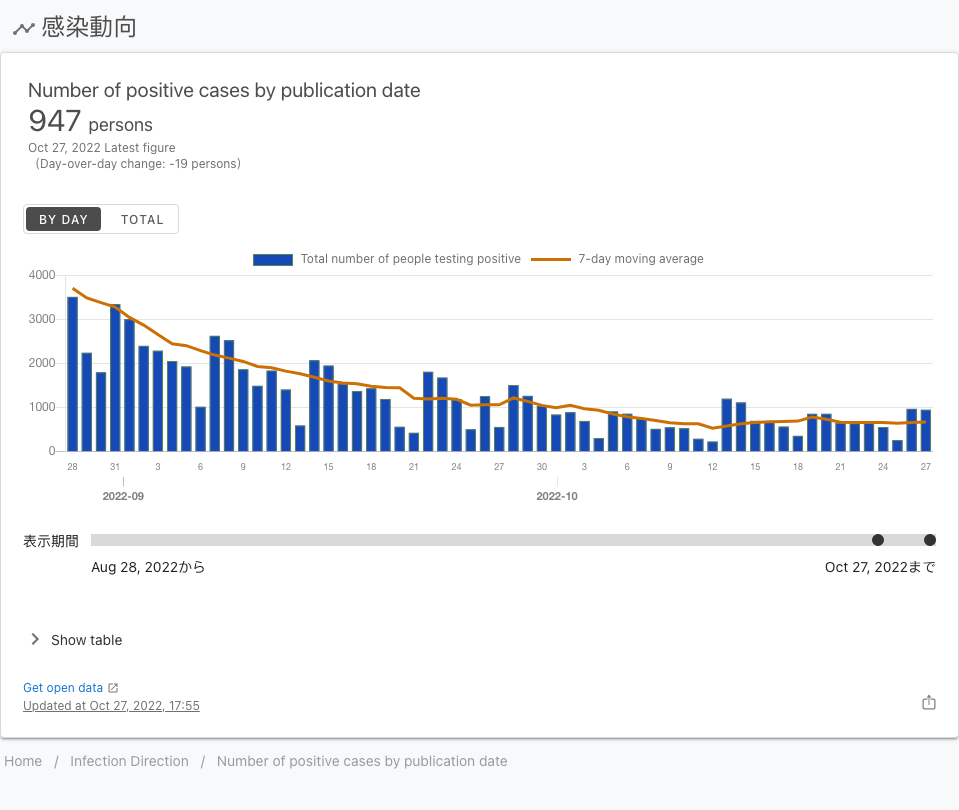 感染動向
Number of positive cases by publication date
947 persons
Oct 27, 2022 Latest figure
(Day-over-day change: -19 persons)
BY DAY TOTAL
Total number of people testing positive 7-day moving average
4000
3000
2000
1000
0
28 31 3 6 9 12 15 18 21 24 27 30 3 6 9 12 15 18 21 24 27
2022-09 2022-10
表示期間
Aug 28, 2022から Oct 27, 2022まで
Show table
Get open data
Updated at Oct 27, 2022, 17:55
Home / Infection Direction / Number of positive cases by publication date